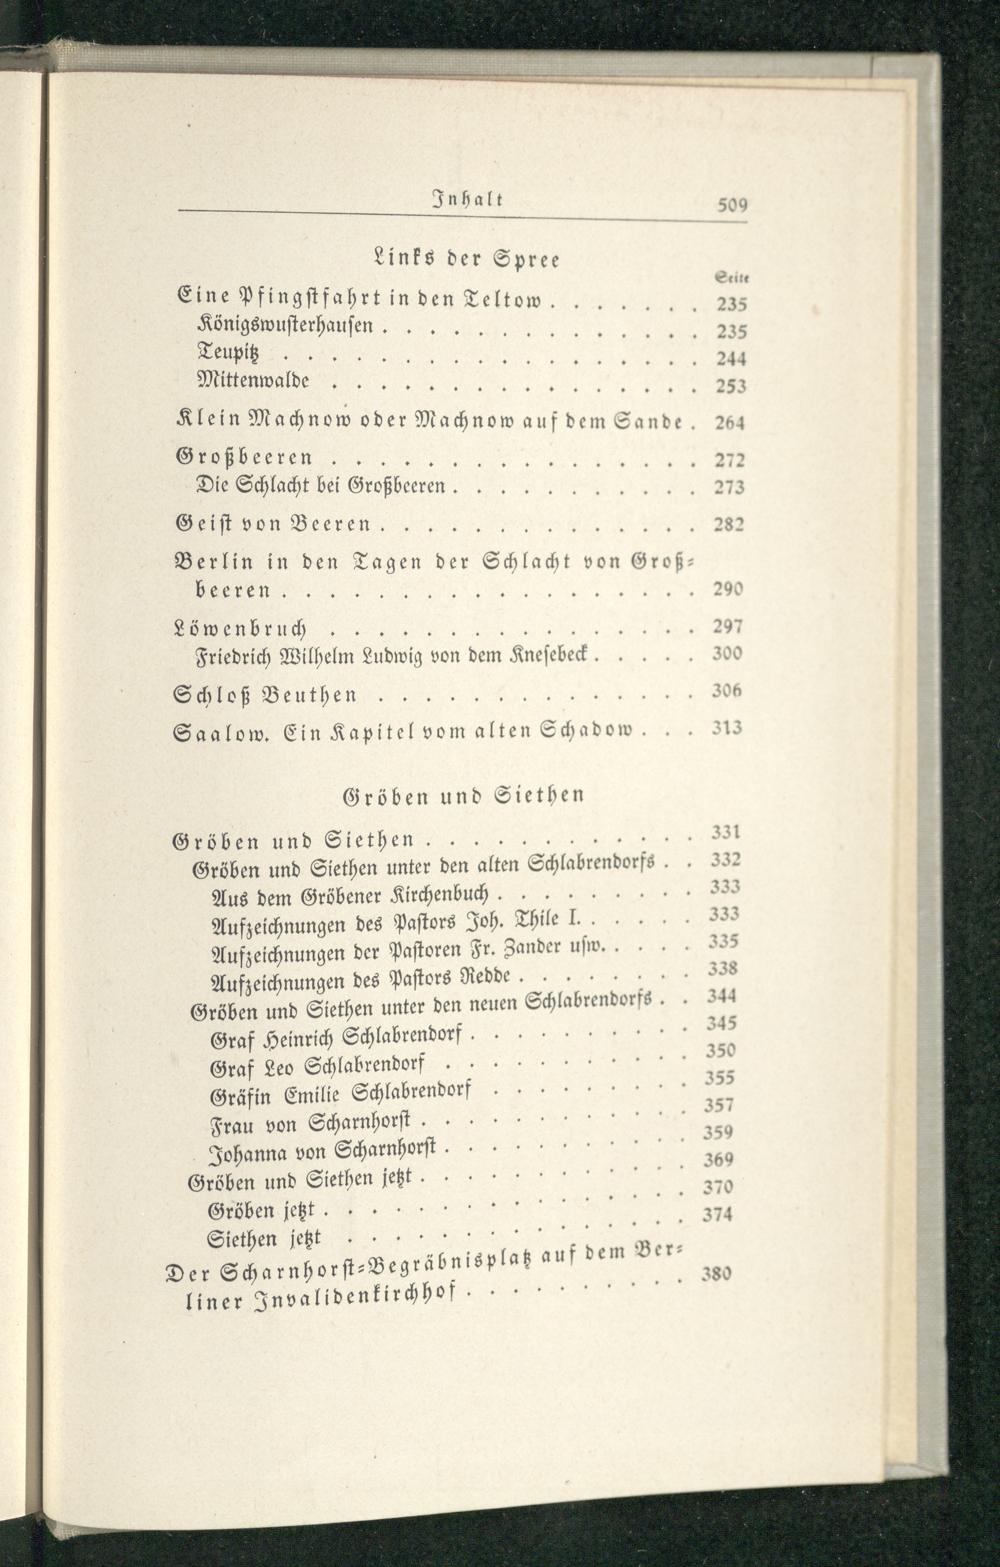 Inhalt 509
Links der Spree
Seite
Eine Pfingstfahrt in den Teltow . . . . . . . 235
Königswusterhausen . . . . . . . . . . . . . . 235
Teupitz . . . . . . . . . . . . . . . . . . 244
Mittenwalde . . . . . . . . . . . . . . . . 253
Klein Machnow oder Machnow auf dem Sande . 264
Großbeeren . . . . . . . . . . . . . . . . 272
Die Schlacht bei Großbeeren . . . . . . . . . . . 273
Geist von Beeren . . . . . . . . . . . . . . 282
Berlin in den Tagen der Schlacht von Groß-
beeren . . . . . . . . . . . . . . . . . . 290
Löwenbruch . . . . . . . . . . . . . . . . 297
Friedrich Wilhelm Ludwig von dem Knesebeck . . . . . 300
Schloß Beuthen . . . . . . . . . . . . . . 306
Saalow. Ein Kapitel vom alten Schadow . . . 313
Gröben und Siethen
Gröben und Siethen . . . . . . . . . . . . 331
Gröben und Siethen unter den alten Schlabrendorfs . . 332
Aus dem Gröbener Kirchenbuch . . . . . . . . . 333
Aufzeichnungen des Pastors Joh. Thile I. . . . . . 333
Aufzeichnungen der Pastoren Fr. Zander usw. . . . . 335
Aufzeichnungen des Pastors Redde . . . . . . . . 338
Gröben und Siethen unter den neuen Schlabrendorfs . . 344
Graf Heinrich Schlabrendorf . . . . . . . . . . 345
Graf Leo Schlabrendorf . . . . . . . . . . . 350
Gräfin Emilie Schlabrendorf . . . . . . . . . 355
Frau von Scharnhorst . . . . . . . . . . . . 357
Johanna von Scharnhorst . . . . . . . . . . . 359
Gröben und Siethen jetzt . . . . . . . . . . . . 369
Gröben jetzt . . . . . . . . . . . . . . . . 370
Siethen jetzt . . . . . . . . . . . . . . . 374
Der Scharnhorst-Begräbnisplatz auf dem Ber-
liner Invalidenkirchhof . . . . . . . . . . 380